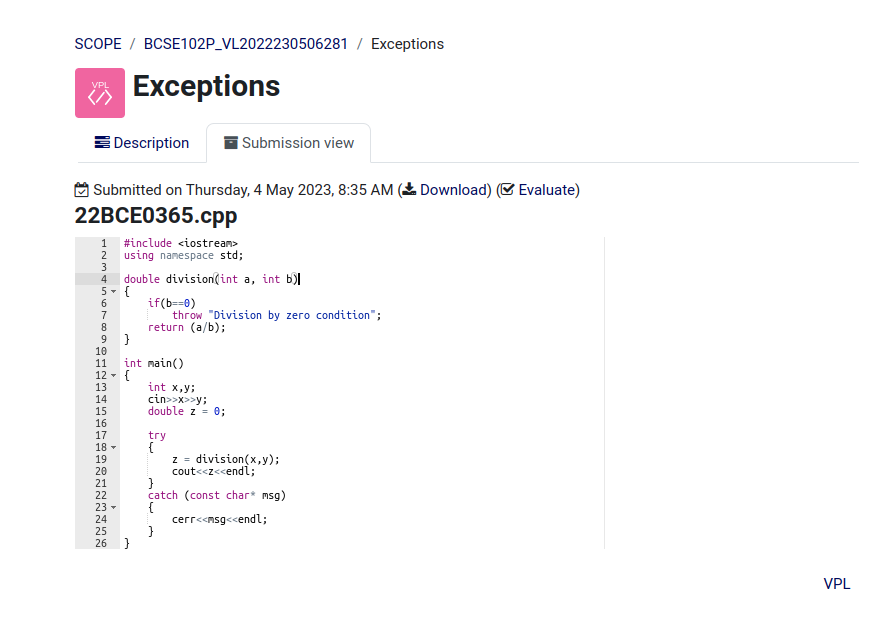 SCOPE / BCSE102P_VL2022230506281 / Exceptions
VPL
Exceptions
Description
Submission view
Submitted on Thursday, 4 May 2023, 8:35 AM (Download) (Evaluate)
22BCE0365.cpp
1 #include <iostream>
2 using namespace std;
3
4 double division(int a, int b)
5 {
6     if(b==0)
7         throw "Division by zero condition";
8     return (a/b);
9 }
10
11 int main()
12 {
13     int x,y;
14     cin>>x>>y;
15     double z = 0;
16
17     try
18     {
19         z = division(x,y);
20         cout<<z<<endl;
21     }
22     catch (const char* msg)
23     {
24         cerr<<msg<<endl;
25     }
26 }
VPL